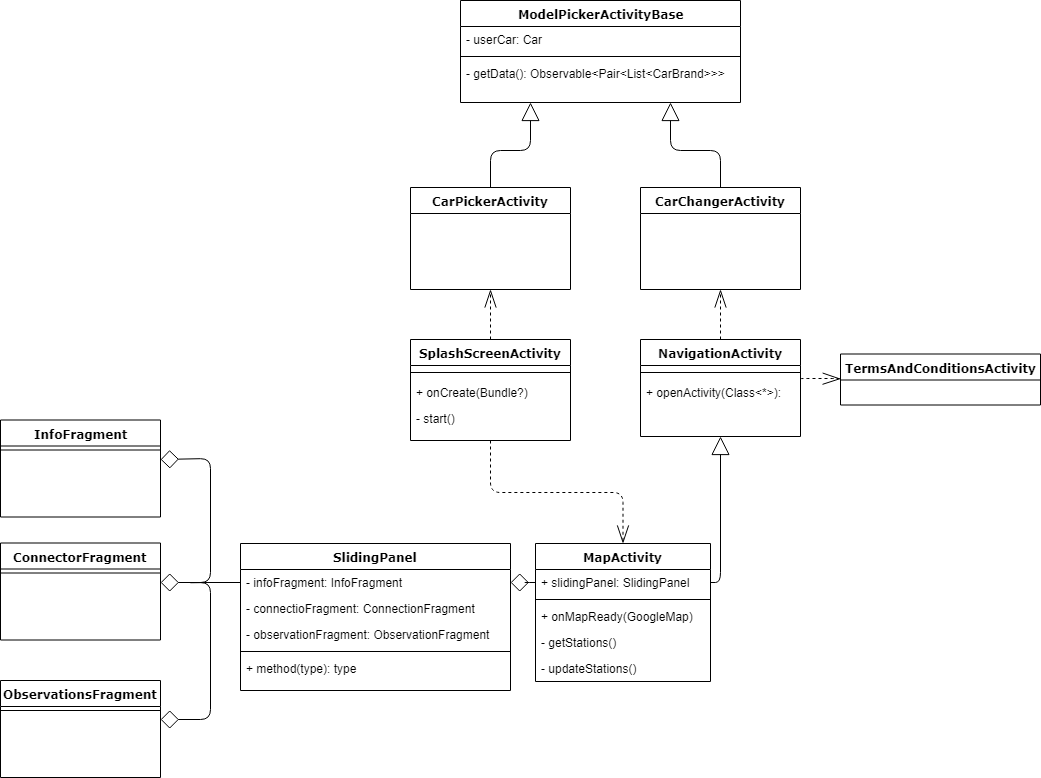 ModelPickerActivityBase
- userCar: Car
- getData(): Observable<Pair<List<CarBrand>>>
CarPickerActivity
CarChangerActivity
SplashScreenActivity
+ onCreate(Bundle?)
- start()
NavigationActivity
+ openActivity(Class<*>):
TermsAndConditionsActivity
InfoFragment
ConnectorFragment
ObservationsFragment
SlidingPanel
- infoFragment: InfoFragment
- connectioFragment: ConnectionFragment
- observationFragment: ObservationFragment
+ method(type): type
MapActivity
+ slidingPanel: SlidingPanel
+ onMapReady(GoogleMap)
- getStations()
- updateStations()